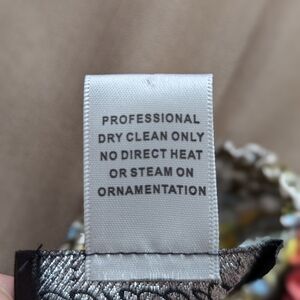 PROFESSIONAL
DRY CLEAN ONLY
NO DIRECT HEAT
OR STEAM ON
ORNAMENTATION